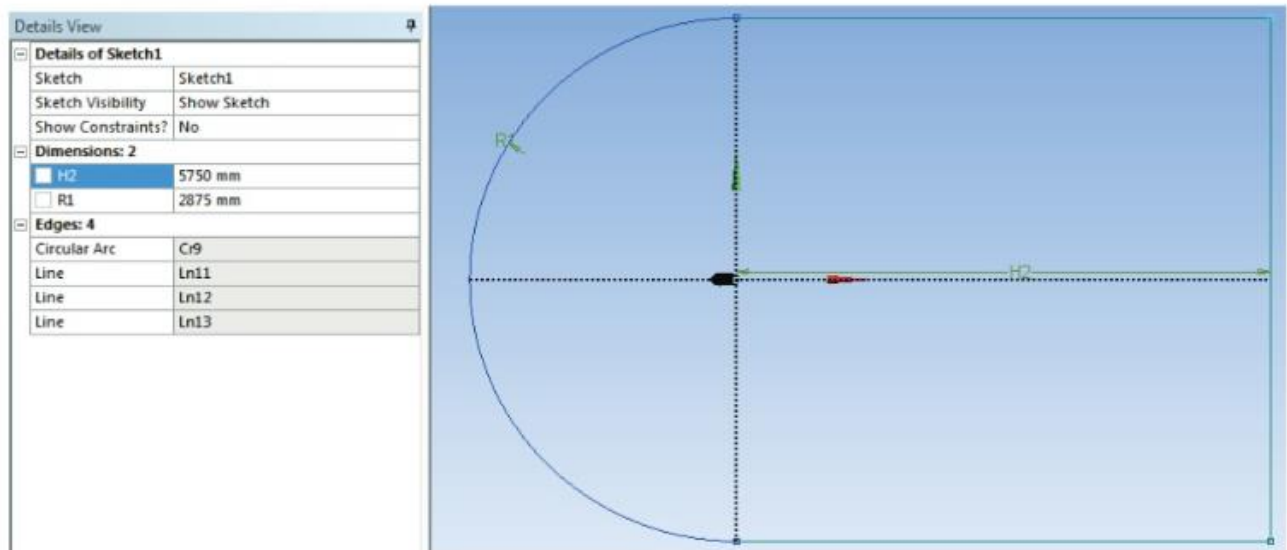 Details View
Details of Sketch1
Sketch Sketch1
Sketch Visibility Show Sketch
Show Constraints? No
Dimensions: 2
H2 5750 mm
R1 2875 mm
Edges: 4
Circular Arc Cr9
Line Ln11
Line Ln12
Line Ln13
R1
H2